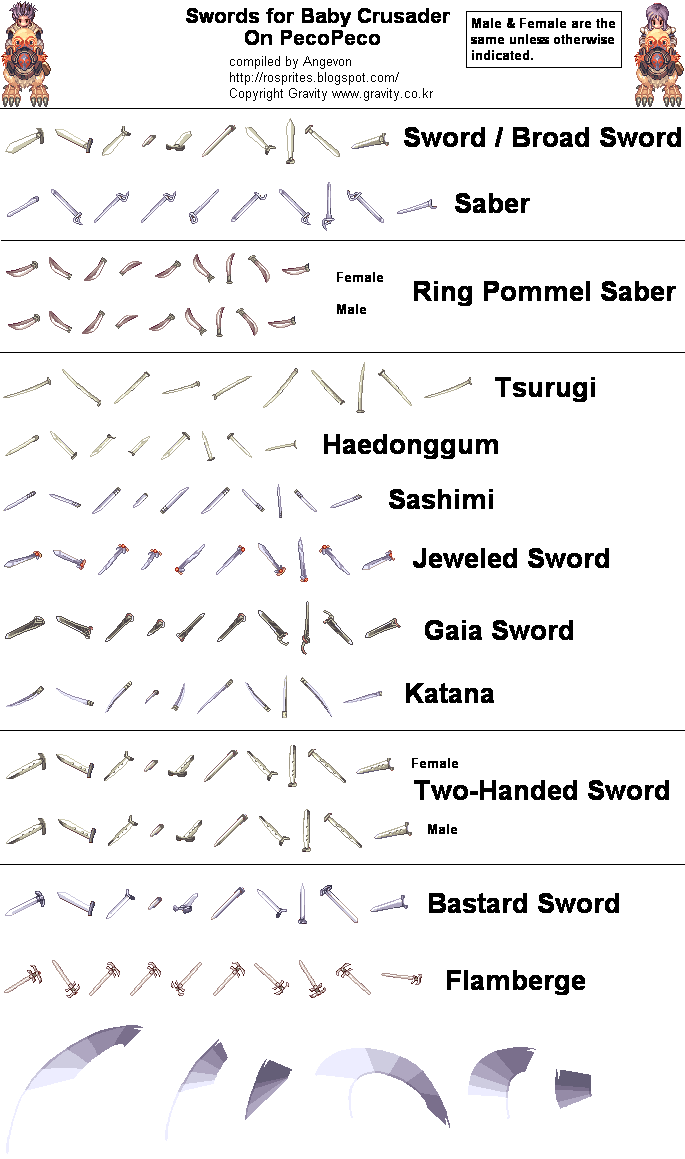 Swords for Baby Crusader
On PecoPeco
compiled by Angevon
http://rosprites.blogspot.com/
Copyright Gravity www.gravity.co.kr
Male & Female are the
same unless otherwise
indicated.
Sword / Broad Sword
Saber
Female
Ring Pommel Saber
Male
Tsurugi
Haedonggum
Sashimi
Jeweled Sword
Gaia Sword
Katana
Female
Two-Handed Sword
Male
Bastard Sword
Flamberge